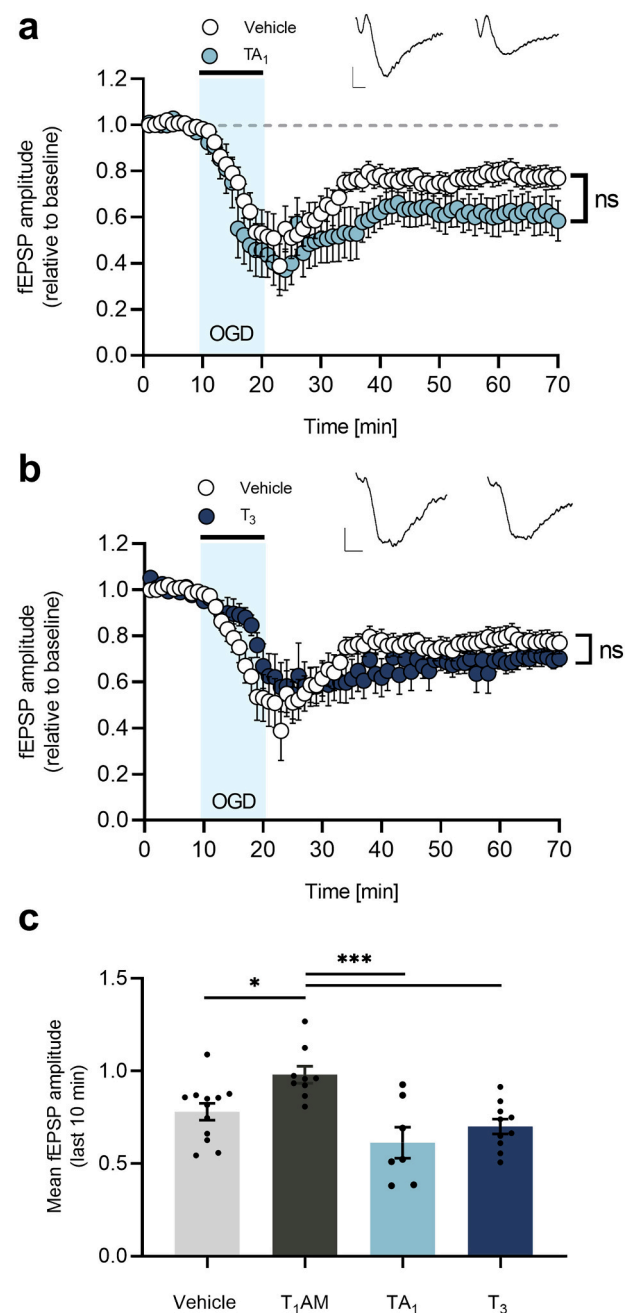 a
Vehicle
TA1
1.2
1.0
0.8
0.6
0.4
0.2
0.0
fEPSP amplitude
(relative to baseline)
OGD
ns
0 10 20 30 40 50 60 70
Time [min]
b
Vehicle
T3
1.2
1.0
0.8
0.6
0.4
0.2
0.0
fEPSP amplitude
(relative to baseline)
OGD
ns
0 10 20 30 40 50 60 70
Time [min]
c
***
*
1.5
1.0
0.5
0.0
Mean fEPSP amplitude
(last 10 min)
Vehicle T1AM TA1 T3